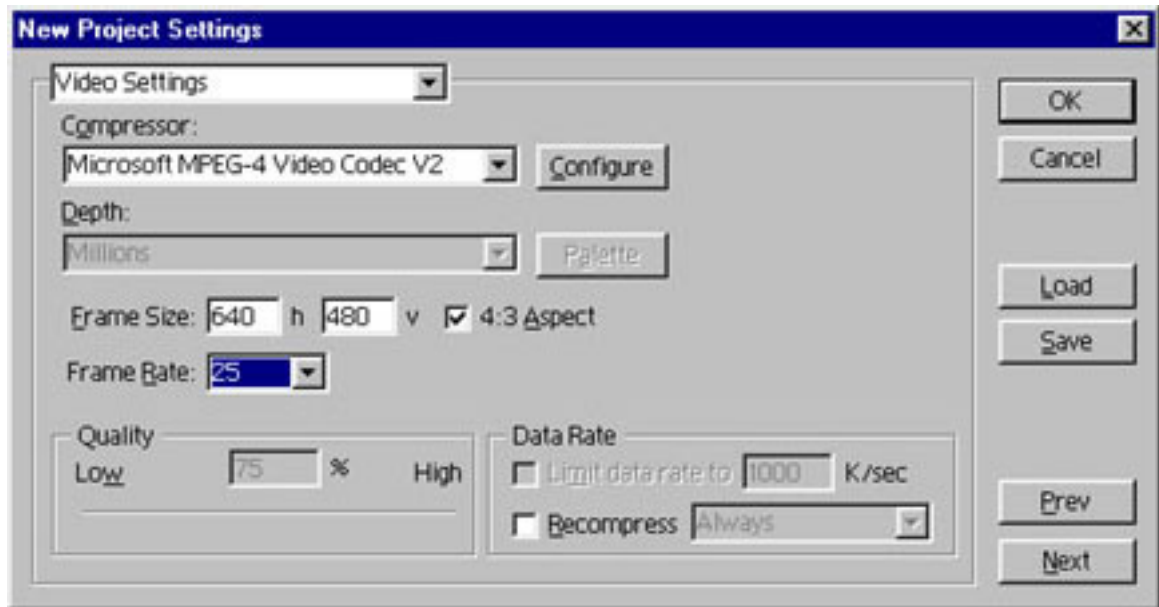 New Project Settings
Video Settings
OK
Compressor:
Cancel
Microsoft MPEG-4 Video Codec V2
Configure
Depth:
Millions
Palette
Load
Frame Size: 640 h 480 v 4:3 Aspect
Save
Frame Rate: 25
Quality
Low 75 % High
Data Rate
Limit data rate to 1000 K/sec
Recompress Always
Prev
Next